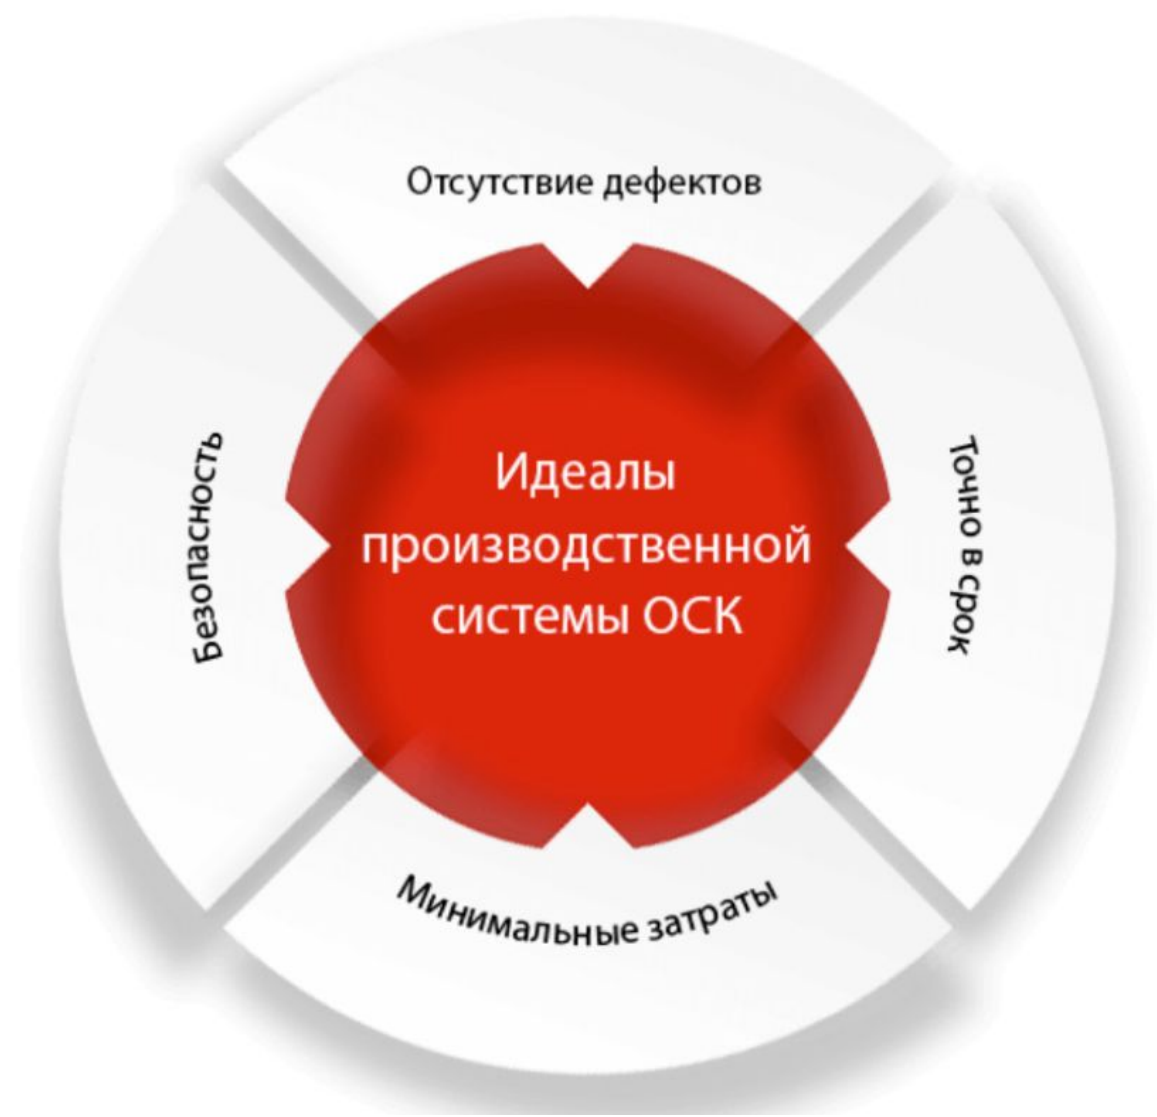 Отсутствие дефектов
Безопасность
Идеалы
производственной
системы ОСК
Точно в срок
Минимальные затраты